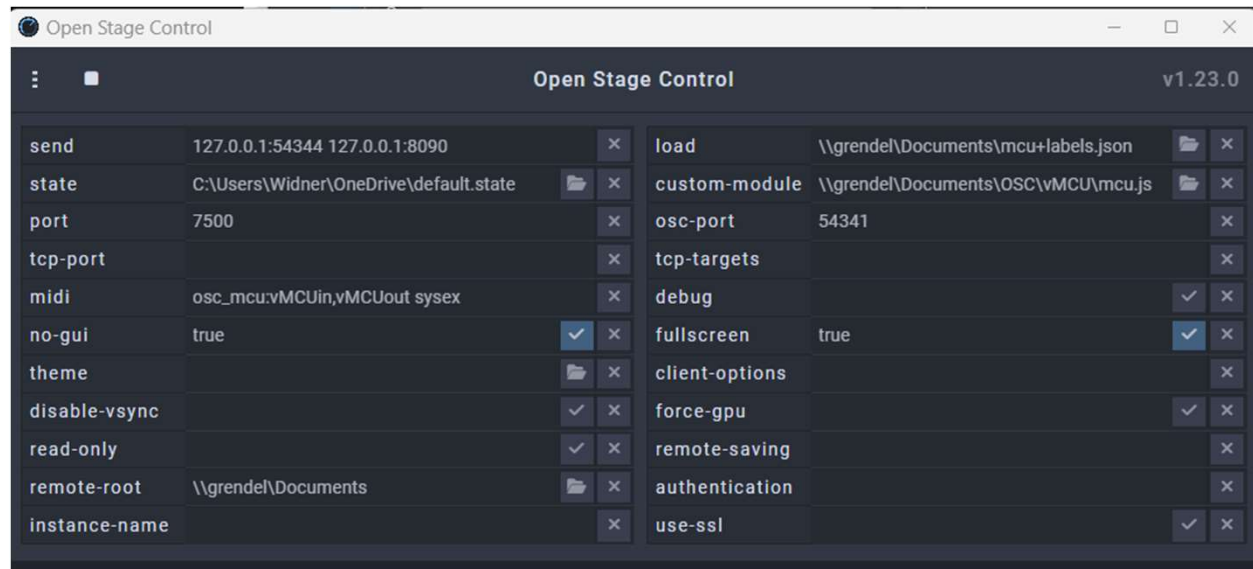 Open Stage Control
Open Stage Control
v1.23.0
send 127.0.0.1:54344 127.0.0.1:8090
load \\grendel\Documents\mcu+labels.json
state C:\Users\Widner\OneDrive\default.state
custom-module \\grendel\Documents\OSC\vMCU\mcu.js
port 7500
osc-port 54341
tcp-port
tcp-targets
midi osc_mcu:vMCUin,vMCUout sysex
debug
no-gui true
fullscreen true
theme
client-options
disable-vsync
force-gpu
read-only
remote-saving
remote-root \\grendel\Documents
authentication
instance-name
use-ssl